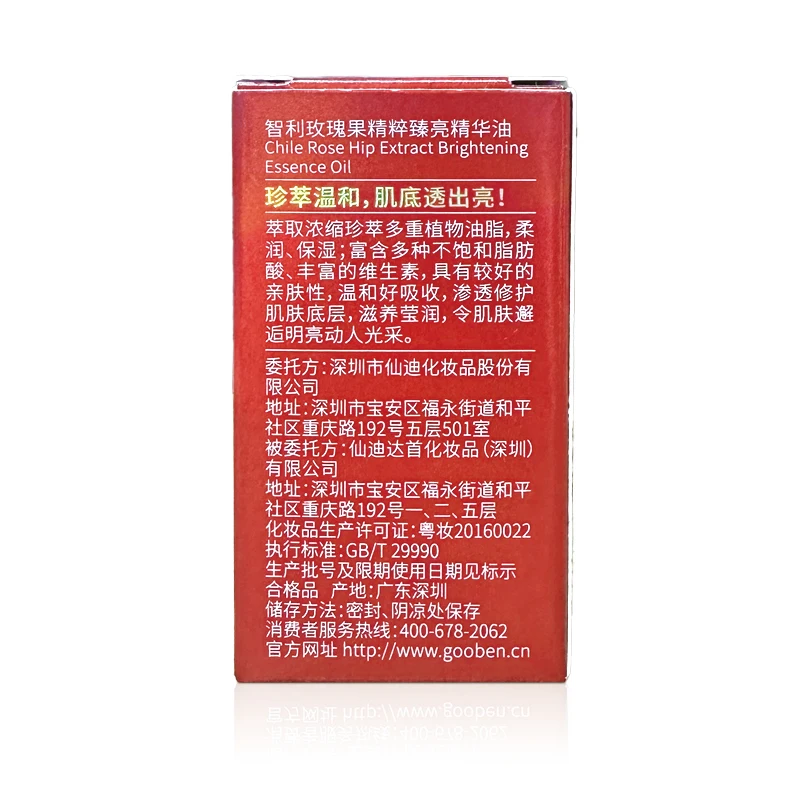 智利玫瑰果精粹臻亮精华油
Chile Rose Hip Extract Brightening
Essence Oil
珍萃温和,肌底透出亮!
萃取浓缩珍萃多重植物油脂,柔
润、保湿;富含多种不饱和脂肪
酸、丰富的维生素,具有较好的
亲肤性,温和好吸收,渗透修护
肌肤底层,滋养莹润,令肌肤邂
逅明亮动人光采。
委托方:深圳市仙迪化妆品股份有
限公司
地址:深圳市宝安区福永街道和平
社区重庆路192号五层501室
被委托方:仙迪达首化妆品(深圳)
有限公司
地址:深圳市宝安区福永街道和平
社区重庆路192号一、二、五层
化妆品生产许可证:粤妆20160022
执行标准:GB/T 29990
生产批号及限期使用日期见标示
合格品 产地:广东深圳
储存方法:密封、阴凉处保存
消费者服务热线:400-678-2062
官方网址 http://www.gooben.cn